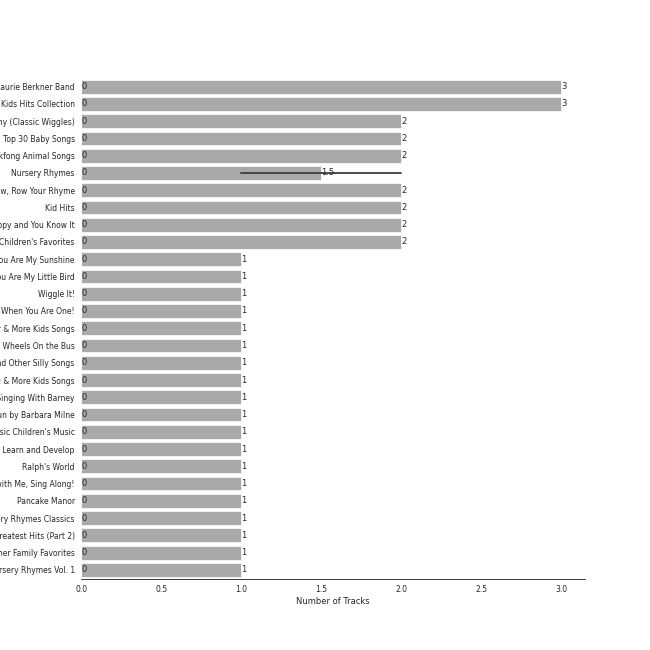 aurie Berkner Band 0 3
Kids Hits Collection 0 3
ny (Classic Wiggles) 0 2
Top 30 Baby Songs 0 2
kfong Animal Songs 0 2
Nursery Rhymes 0 1.5
w, Row Your Rhyme 0 2
Kid Hits 0 2
ppy and You Know It 0 2
Children's Favorites 0 2
ou Are My Sunshine 0 1
ou Are My Little Bird 0 1
Wiggle It! 0 1
When You Are One! 0 1
& More Kids Songs 0 1
Wheels On the Bus 0 1
nd Other Silly Songs 0 1
& More Kids Songs 0 1
Singing With Barney 0 1
un by Barbara Milne 0 1
sic Children's Music 0 1
Learn and Develop 0 1
Ralph's World 0 1
with Me, Sing Along! 0 1
Pancake Manor 0 1
ery Rhymes Classics 0 1
reatest Hits (Part 2) 0 1
her Family Favorites 0 1
rsery Rhymes Vol. 1 0 1
0.0 0.5 1.0 1.5 2.0 2.5 3.0
Number of Tracks